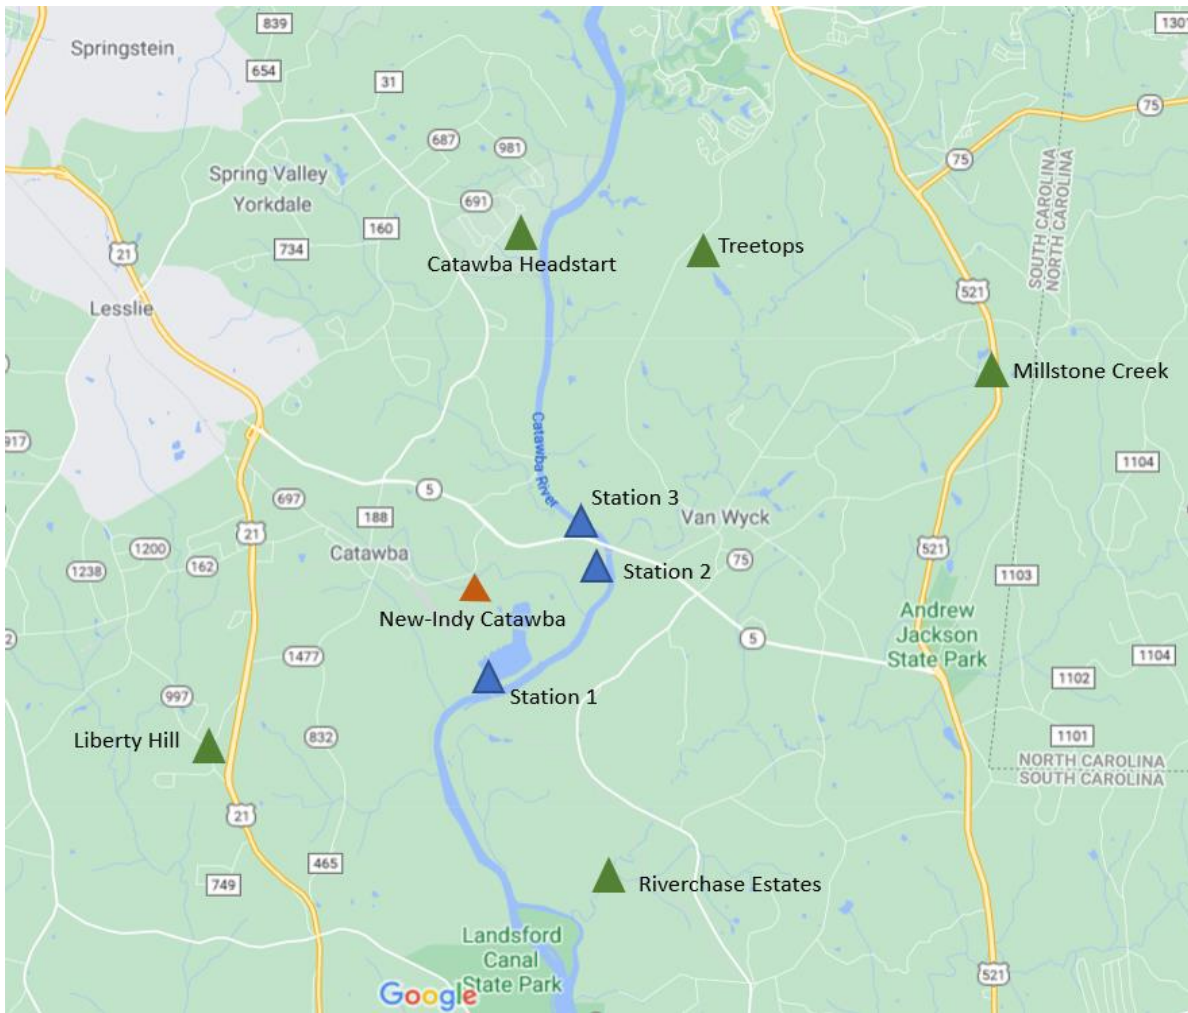 839
1301
Springstein
654
31
75
687
981
75
SOUTH CAROLINA
NORTH CAROLINA
Spring Valley
Yorkdale
691
160
21
734
Catawba Headstart
Treetops
521
Lesslie
Millstone Creek
917
Catawba River
1104
5
697
Station 3
188
Van Wyck
21
1200
Catawba
162
1238
521
75
Station 2
1103
New-Indy Catawba
Andrew
Jackson
State Park
2
5
1477
1104
1102
997
Station 1
Liberty Hill
832
1101
NORTH CAROLINA
SOUTH CAROLINA
21
465
749
Riverchase Estates
Landsford
Canal
State Park
521
Google